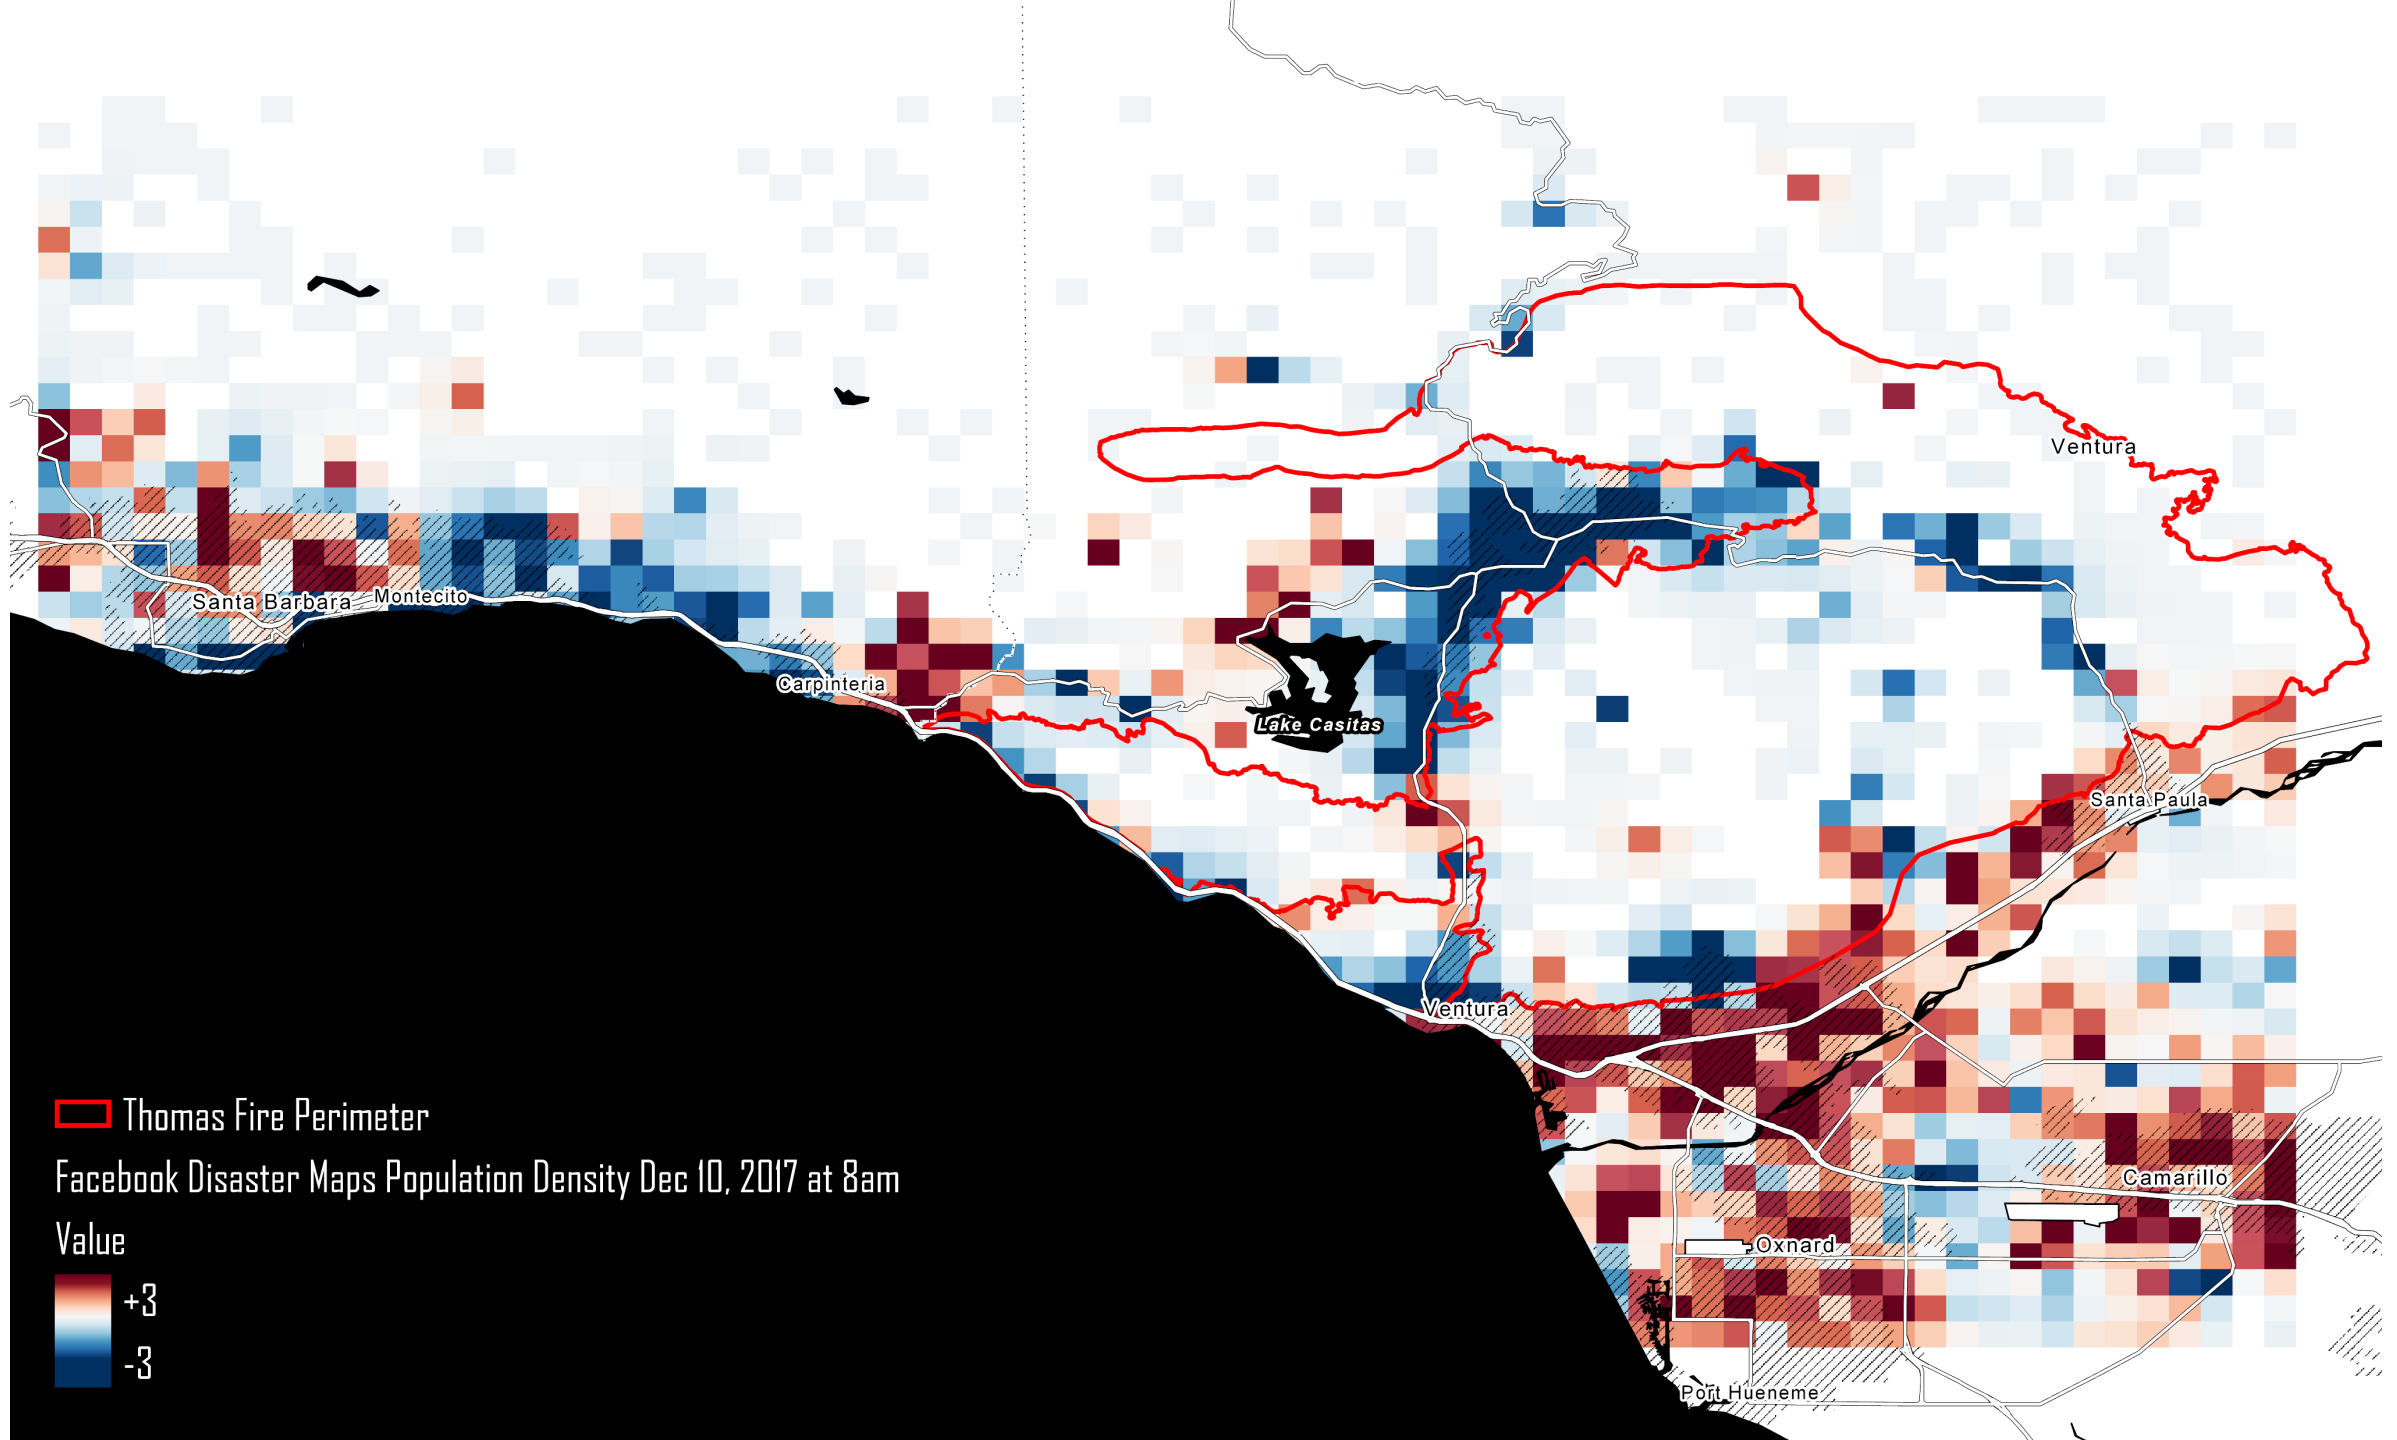 Ventura
Santa Barbara
Montecito
Carpinteria
Lake Casitas
Santa Paula
Ventura
Camarillo
Oxnard
Port Hueneme
Thomas Fire Perimeter
Facebook Disaster Maps Population Density Dec 10, 2017 at 8am
Value
+3
-3